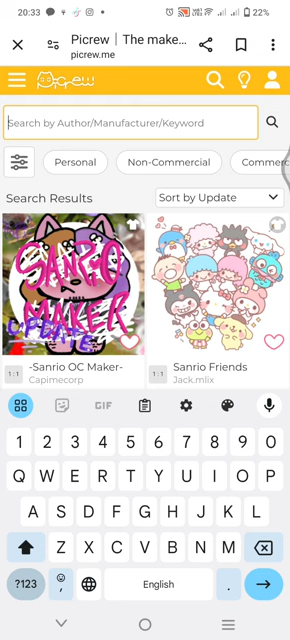 20:33
22%
Picrew｜The make...
picrew.me
Picrew
Search by Author/Manufacturer/Keyword
Personal
Non-Commercial
Commerc
Search Results
Sort by Update
SANRIO
MAKER
UPDATE
1:1
-Sanrio OC Maker-
Capimecorp
1:1
Sanrio Friends
Jack.mlix
GIF
1 2 3 4 5 6 7 8 9 0
Q W E R T Y U I O P
A S D F G H J K L
Z X C V B N M
?123
,
English
.